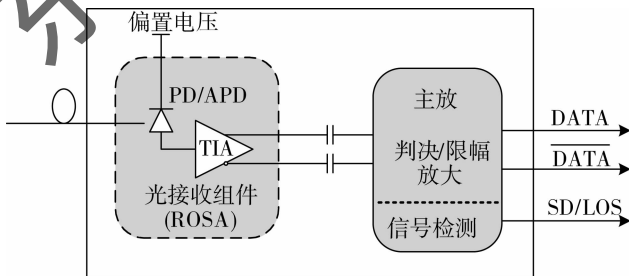 偏置电压
PD/APD
TIA
光接收组件
(ROSA)
主放
判决/限幅
放大
信号检测
DATA
DATA
SD/LOS